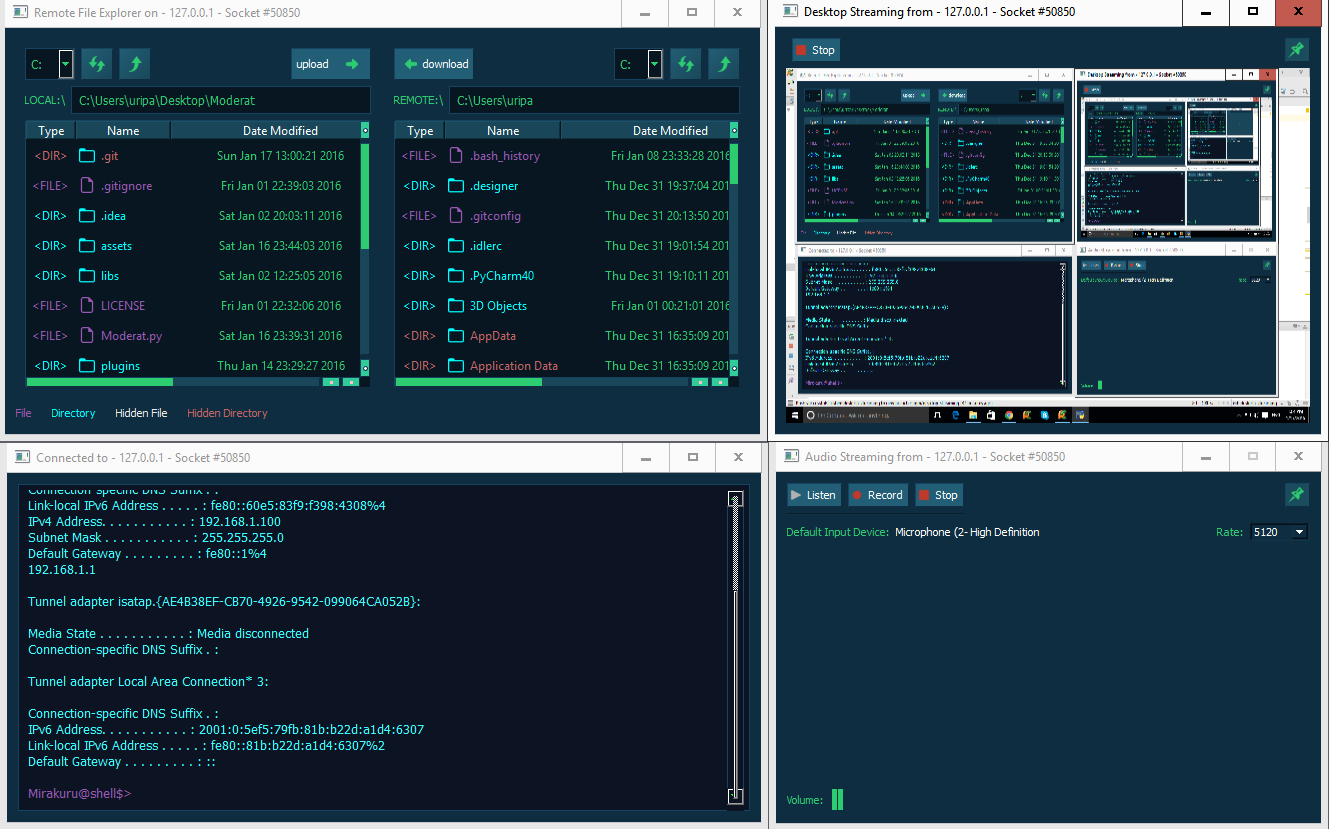 Remote File Explorer on - 127.0.0.1 - Socket #50850
C: upload download C:
LOCAL:\ C:\Users\uripa\Desktop\Moderat REMOTE:\ C:\Users\uripa
Type Name Date Modified Type Name Date Modified
<DIR> .git Sun Jan 17 13:00:21 2016 <FILE> .bash_history Fri Jan 08 23:33:28 2016
<FILE> .gitignore Fri Jan 01 22:39:03 2016 <DIR> .designer Thu Dec 31 19:37:04 201
<DIR> .idea Sat Jan 02 20:03:11 2016 <FILE> .gitconfig Thu Dec 31 20:13:50 201
<DIR> assets Sat Jan 16 23:44:03 2016 <DIR> .idlerc Thu Dec 31 19:01:54 201
<DIR> libs Sat Jan 02 12:25:05 2016 <DIR> .PyCharm40 Thu Dec 31 19:10:11 201
<FILE> LICENSE Fri Jan 01 22:32:06 2016 <DIR> 3D Objects Fri Jan 01 00:21:01 2016
<FILE> Moderat.py Sat Jan 16 23:39:31 2016 <DIR> AppData Thu Dec 31 16:35:09 201
<DIR> plugins Thu Jan 14 23:29:27 2016 <DIR> Application Data Thu Dec 31 16:35:09 201
File Directory Hidden File Hidden Directory
Desktop Streaming from - 127.0.0.1 - Socket #50850
Stop
Connected to - 127.0.0.1 - Socket #50850
Connection-specific DNS Suffix . :
Link-local IPv6 Address . . . . . : fe80::60e5:83f9:f398:4308%4
IPv4 Address. . . . . . . . . . . : 192.168.1.100
Subnet Mask . . . . . . . . . . . : 255.255.255.0
Default Gateway . . . . . . . . . : fe80::1%4
192.168.1.1
Tunnel adapter isatap.{AE4B38EF-CB70-4926-9542-099064CA052B}:
Media State . . . . . . . . . . . : Media disconnected
Connection-specific DNS Suffix . :
Tunnel adapter Local Area Connection* 3:
Connection-specific DNS Suffix . :
IPv6 Address. . . . . . . . . . . : 2001:0:5ef5:79fb:81b:b22d:a1d4:6307
Link-local IPv6 Address . . . . . : fe80::81b:b22d:a1d4:6307%2
Default Gateway . . . . . . . . . : ::
Mirakuru@shell$>
Audio Streaming from - 127.0.0.1 - Socket #50850
Listen Record Stop
Default Input Device: Microphone (2- High Definition Rate: 5120
Volume: